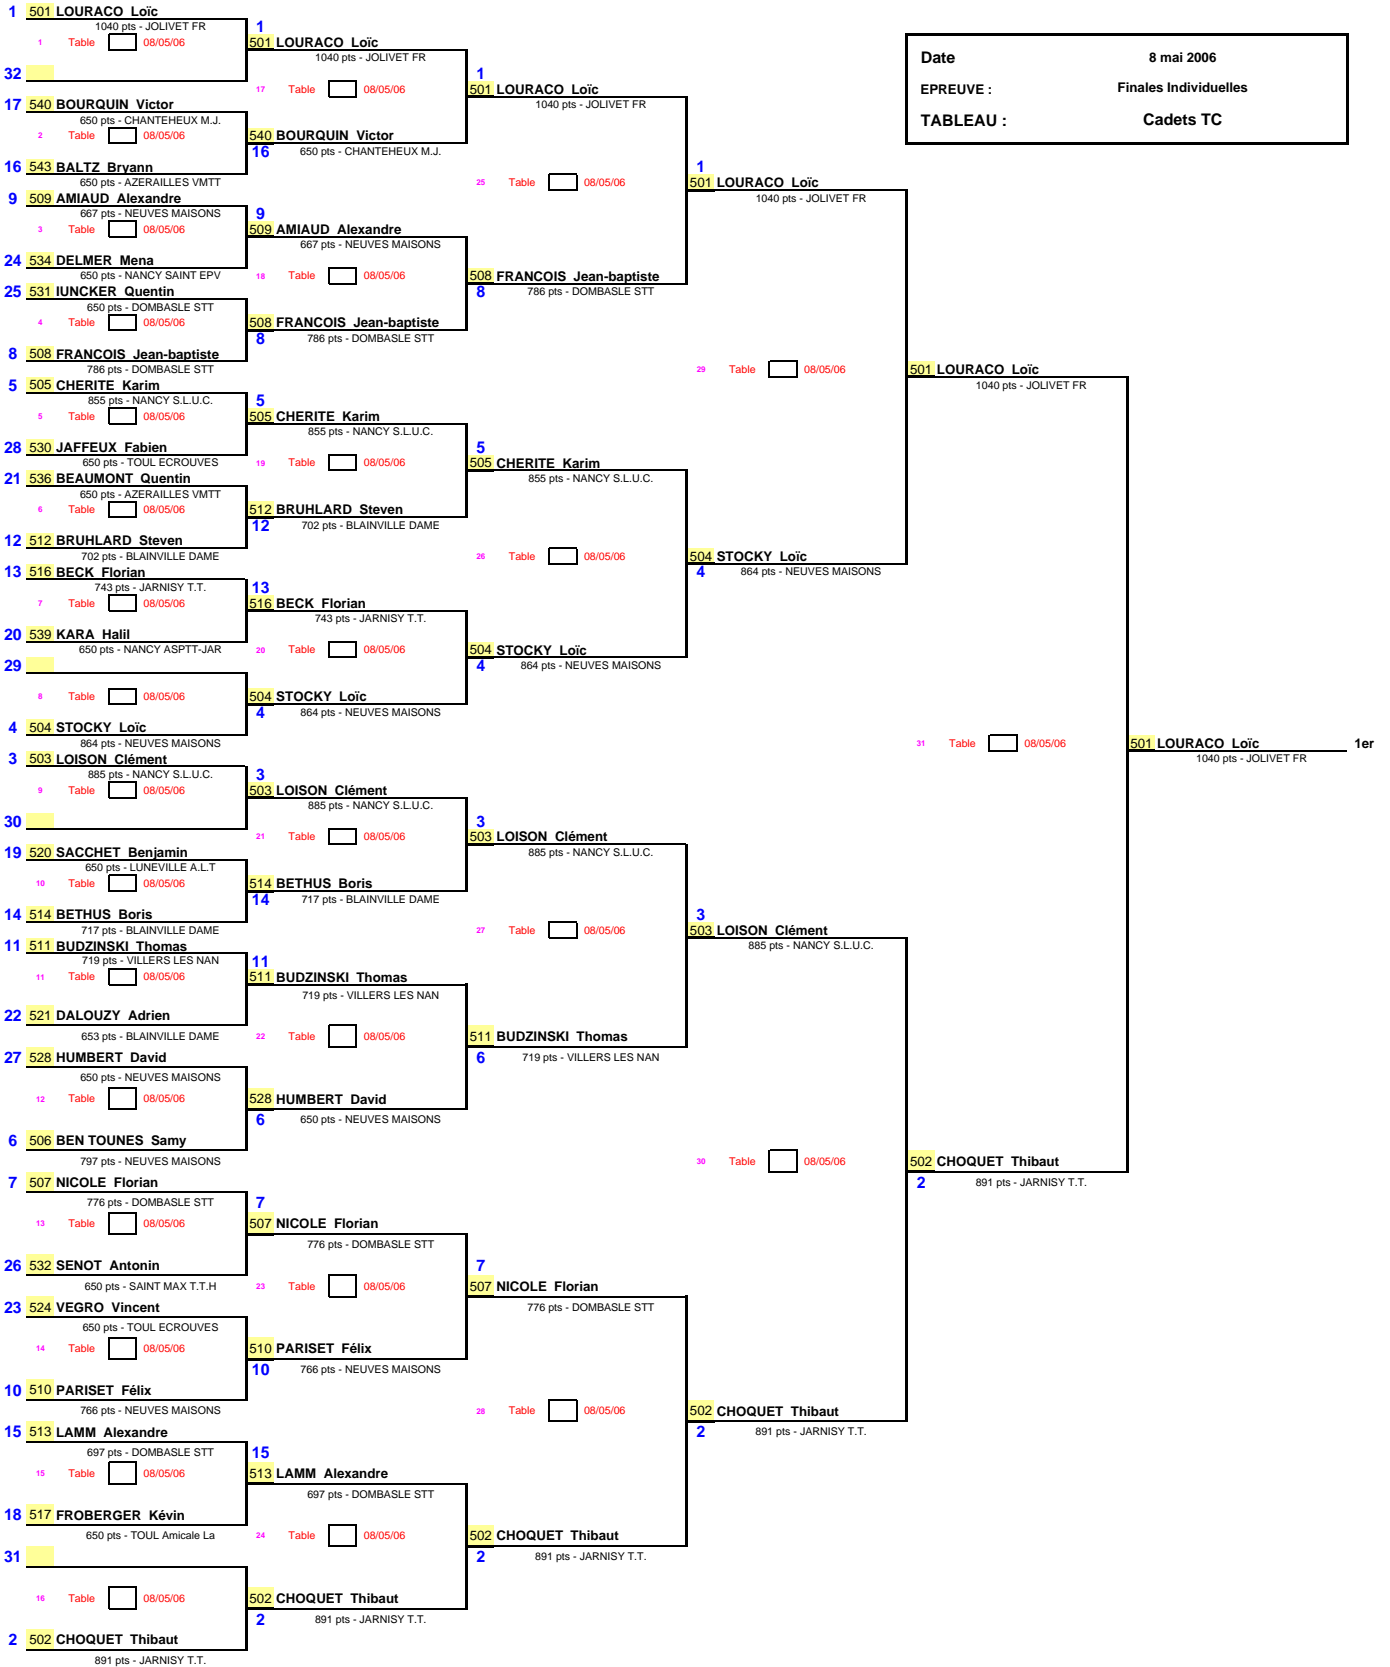 Date 8 mai 2006
EPREUVE : Finales Individuelles
TABLEAU : Cadets TC
1 501 LOURACO Loïc
1040 pts - JOLIVET FR
1 Table 08/05/06
32
17 540 BOURQUIN Victor
650 pts - CHANTEHEUX M.J.
2 Table 08/05/06
16 543 BALTZ Bryann
650 pts - AZERAILLES VMTT
9 509 AMIAUD Alexandre
667 pts - NEUVES MAISONS
3 Table 08/05/06
24 534 DELMER Mena
650 pts - NANCY SAINT EPV
25 531 IUNCKER Quentin
650 pts - DOMBASLE STT
4 Table 08/05/06
8 508 FRANCOIS Jean-baptiste
786 pts - DOMBASLE STT
5 505 CHERITE Karim
855 pts - NANCY S.L.U.C.
5 Table 08/05/06
28 530 JAFFEUX Fabien
650 pts - TOUL ECROUVES
21 536 BEAUMONT Quentin
650 pts - AZERAILLES VMTT
6 Table 08/05/06
12 512 BRUHLARD Steven
702 pts - BLAINVILLE DAME
13 516 BECK Florian
743 pts - JARNISY T.T.
7 Table 08/05/06
20 539 KARA Halil
650 pts - NANCY ASPTT-JAR
29
8 Table 08/05/06
4 504 STOCKY Loïc
864 pts - NEUVES MAISONS
3 503 LOISON Clément
885 pts - NANCY S.L.U.C.
9 Table 08/05/06
30
19 520 SACCHET Benjamin
650 pts - LUNEVILLE A.L.T
10 Table 08/05/06
14 514 BETHUS Boris
717 pts - BLAINVILLE DAME
11 511 BUDZINSKI Thomas
719 pts - VILLERS LES NAN
11 Table 08/05/06
22 521 DALOUZY Adrien
653 pts - BLAINVILLE DAME
27 528 HUMBERT David
650 pts - NEUVES MAISONS
12 Table 08/05/06
6 506 BEN TOUNES Samy
797 pts - NEUVES MAISONS
7 507 NICOLE Florian
776 pts - DOMBASLE STT
13 Table 08/05/06
26 532 SENOT Antonin
650 pts - SAINT MAX T.T.H
23 524 VEGRO Vincent
650 pts - TOUL ECROUVES
14 Table 08/05/06
10 510 PARISET Félix
766 pts - NEUVES MAISONS
15 513 LAMM Alexandre
697 pts - DOMBASLE STT
15 Table 08/05/06
18 517 FROBERGER Kévin
650 pts - TOUL Amicale La
31
16 Table 08/05/06
2 502 CHOQUET Thibaut
891 pts - JARNISY T.T.
1
501 LOURACO Loïc
1040 pts - JOLIVET FR
17 Table 08/05/06
540 BOURQUIN Victor
16 650 pts - CHANTEHEUX M.J.
9
509 AMIAUD Alexandre
667 pts - NEUVES MAISONS
18 Table 08/05/06
508 FRANCOIS Jean-baptiste
8 786 pts - DOMBASLE STT
5
505 CHERITE Karim
855 pts - NANCY S.L.U.C.
19 Table 08/05/06
512 BRUHLARD Steven
12 702 pts - BLAINVILLE DAME
13
516 BECK Florian
743 pts - JARNISY T.T.
20 Table 08/05/06
504 STOCKY Loïc
4 864 pts - NEUVES MAISONS
3
503 LOISON Clément
885 pts - NANCY S.L.U.C.
21 Table 08/05/06
514 BETHUS Boris
14 717 pts - BLAINVILLE DAME
11
511 BUDZINSKI Thomas
719 pts - VILLERS LES NAN
22 Table 08/05/06
528 HUMBERT David
6 650 pts - NEUVES MAISONS
7
507 NICOLE Florian
776 pts - DOMBASLE STT
23 Table 08/05/06
510 PARISET Félix
10 766 pts - NEUVES MAISONS
15
513 LAMM Alexandre
697 pts - DOMBASLE STT
24 Table 08/05/06
502 CHOQUET Thibaut
2 891 pts - JARNISY T.T.
1
501 LOURACO Loïc
1040 pts - JOLIVET FR
25 Table 08/05/06
508 FRANCOIS Jean-baptiste
8 786 pts - DOMBASLE STT
5
505 CHERITE Karim
855 pts - NANCY S.L.U.C.
26 Table 08/05/06
504 STOCKY Loïc
4 864 pts - NEUVES MAISONS
3
503 LOISON Clément
885 pts - NANCY S.L.U.C.
27 Table 08/05/06
511 BUDZINSKI Thomas
6 719 pts - VILLERS LES NAN
7
507 NICOLE Florian
776 pts - DOMBASLE STT
28 Table 08/05/06
502 CHOQUET Thibaut
2 891 pts - JARNISY T.T.
1
501 LOURACO Loïc
1040 pts - JOLIVET FR
29 Table 08/05/06
504 STOCKY Loïc
4 864 pts - NEUVES MAISONS
3
503 LOISON Clément
885 pts - NANCY S.L.U.C.
30 Table 08/05/06
502 CHOQUET Thibaut
2 891 pts - JARNISY T.T.
501 LOURACO Loïc
1040 pts - JOLIVET FR
31 Table 08/05/06
502 CHOQUET Thibaut
2 891 pts - JARNISY T.T.
501 LOURACO Loïc 1er
1040 pts - JOLIVET FR